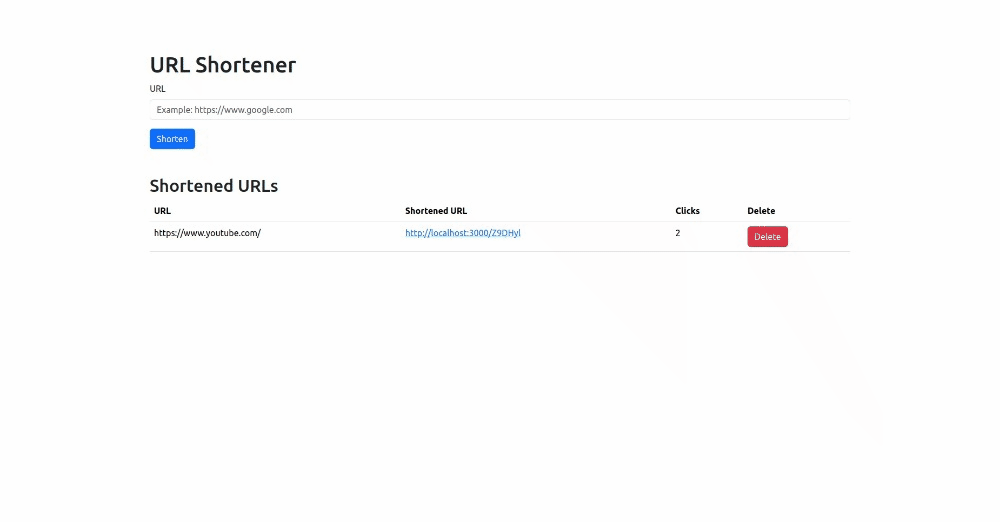 URL Shortener
URL
Example: https://www.google.com
Shorten
Shortened URLs
URL Shortened URL Clicks Delete
https://www.youtube.com/ http://localhost:3000/Z9DHyl 2 Delete